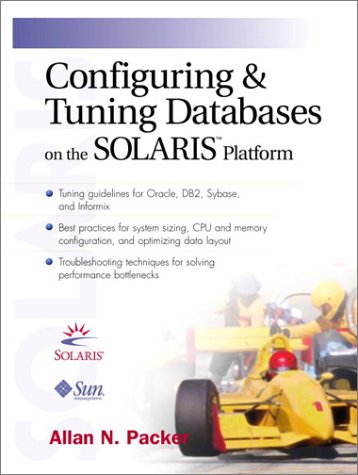 SOLARIS
Configuring &
Tuning Databases
on the SOLARIS™ Platform
Tuning guidelines for Oracle, DB2, Sybase,
and Informix
Best practices for system sizing, CPU and memory
configuration, and optimizing data layout
Troubleshooting techniques for solving
performance bottlenecks
SOLARIS™
Sun
microsystems
Allan N. Packer